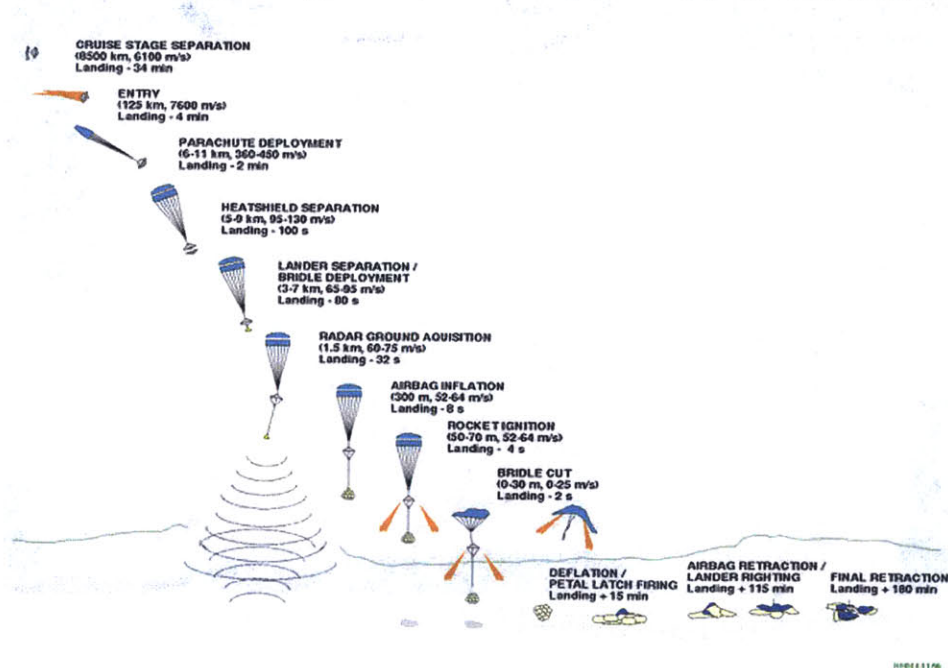 CRUISE STAGE SEPARATION
(8500 km, 6100 m/s)
Landing - 34 min
ENTRY
(125 km, 7600 m/s)
Landing - 4 min
PARACHUTE DEPLOYMENT
(6-11 km, 360-450 m/s)
Landing - 2 min
HEATSHIELD SEPARATION
(5-9 km, 95-130 m/s)
Landing - 100 s
LANDER SEPARATION /
BRIDLE DEPLOYMENT
(3-7 km, 65-95 m/s)
Landing - 80 s
RADAR GROUND AQUISITION
(1.5 km, 60-75 m/s)
Landing - 32 s
AIRBAG INFLATION
(300 m, 52-64 m/s)
Landing - 8 s
ROCKET IGNITION
(50-70 m, 52-64 m/s)
Landing - 4 s
BRIDLE CUT
(0-30 m, 0-25 m/s)
Landing - 2 s
DEFLATION /
PETAL LATCH FIRING
Landing + 15 min
AIRBAG RETRACTION /
LANDER RIGHTING
Landing + 115 min
FINAL RETRACTION
Landing + 180 min